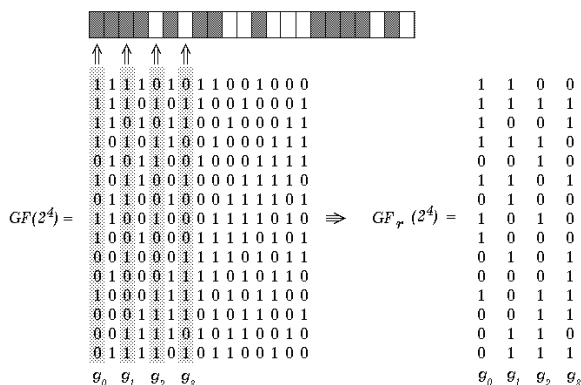 1 1 1 1 0 1 0 1 1 0 0 1 0 0 0 1 1 0 0
1 1 1 0 1 0 1 1 0 0 1 0 0 0 1 1 1 1 1
1 1 0 1 0 1 1 0 0 1 0 0 0 1 1 1 0 0 1
1 0 1 0 1 1 0 0 1 0 0 0 1 1 1 1 1 1 0
0 1 0 1 1 0 0 1 0 0 0 1 1 1 1 0 0 1 0
1 0 1 1 0 0 1 0 0 0 1 1 1 1 0 1 1 0 1
0 1 1 0 0 1 0 0 0 1 1 1 1 0 1 0 1 0 0
GF(2⁴) = 1 1 0 0 1 0 0 0 1 1 1 1 0 1 0 ⇒ GFᵣ (2⁴) = 1 0 1 0
1 0 0 1 0 0 0 1 1 1 1 0 1 0 1 1 0 0 0
0 0 1 0 0 0 1 1 1 1 0 1 0 1 1 0 1 0 1
0 1 0 0 0 1 1 1 1 0 1 0 1 1 0 0 0 0 1
1 0 0 0 1 1 1 1 0 1 0 1 1 0 0 1 0 1 1
0 0 0 1 1 1 1 0 1 0 1 1 0 0 1 0 0 1 1
0 0 1 1 1 1 0 1 0 1 1 0 0 1 0 0 1 1 0
0 1 1 1 1 0 1 0 1 1 0 0 1 0 0 0 1 1 1
g₀ g₁ g₂ g₃ g₀ g₁ g₂ g₃